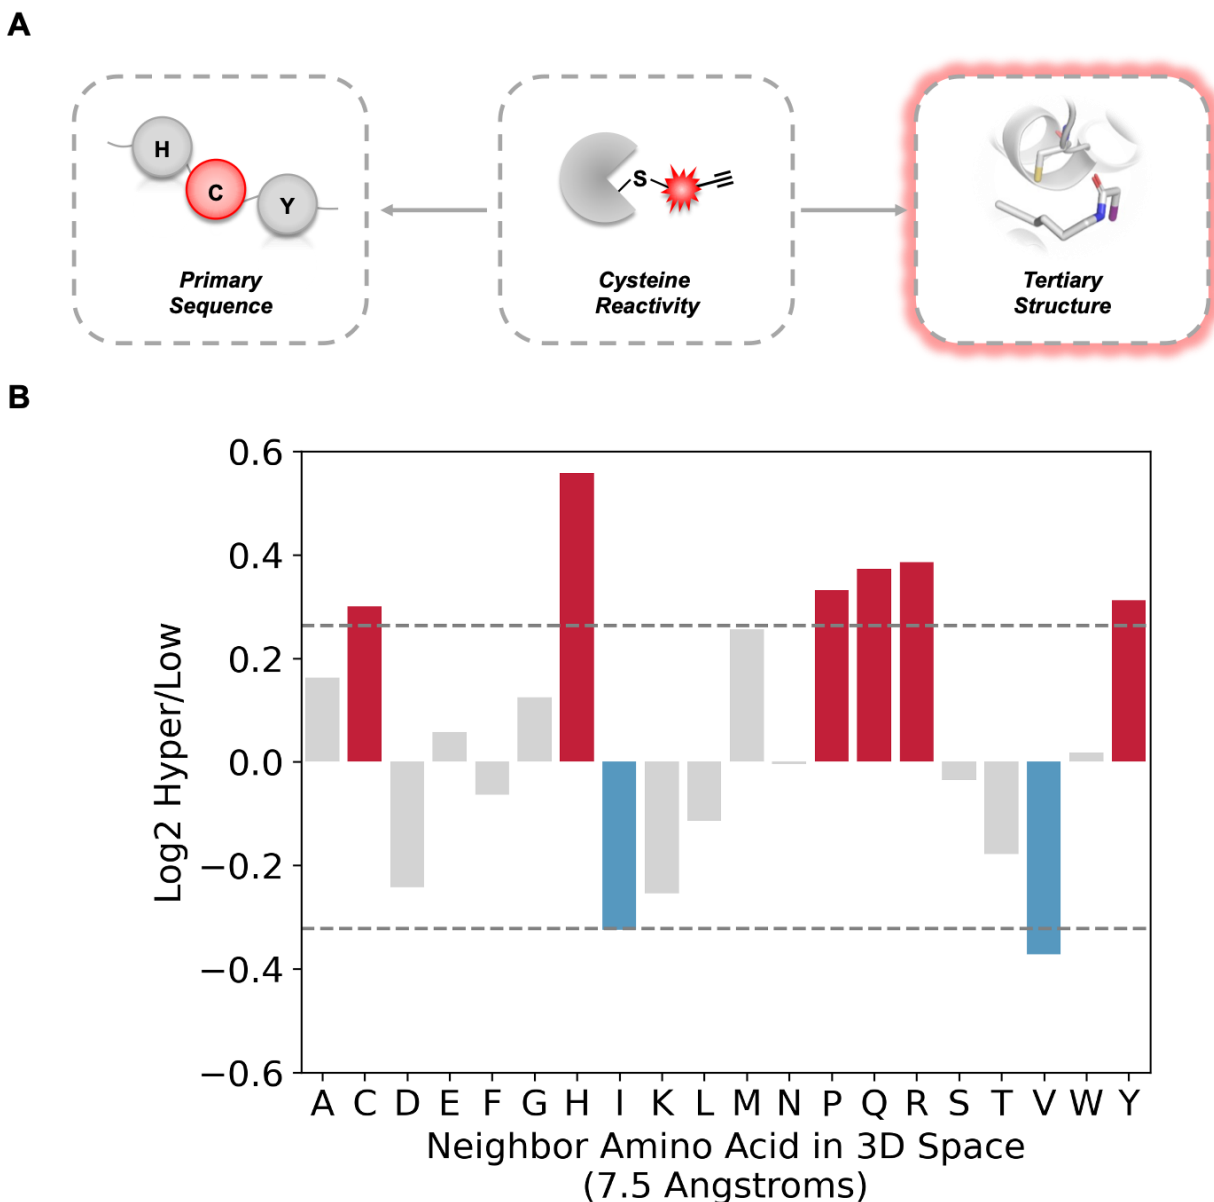 A
H
C
Y
Primary
Sequence
S
Cysteine
Reactivity
Tertiary
Structure
B
Log2 Hyper/Low
0.6
0.4
0.2
0.0
−0.2
−0.4
−0.6
A C D E F G H I K L M N P Q R S T V W Y
Neighbor Amino Acid in 3D Space
(7.5 Angstroms)